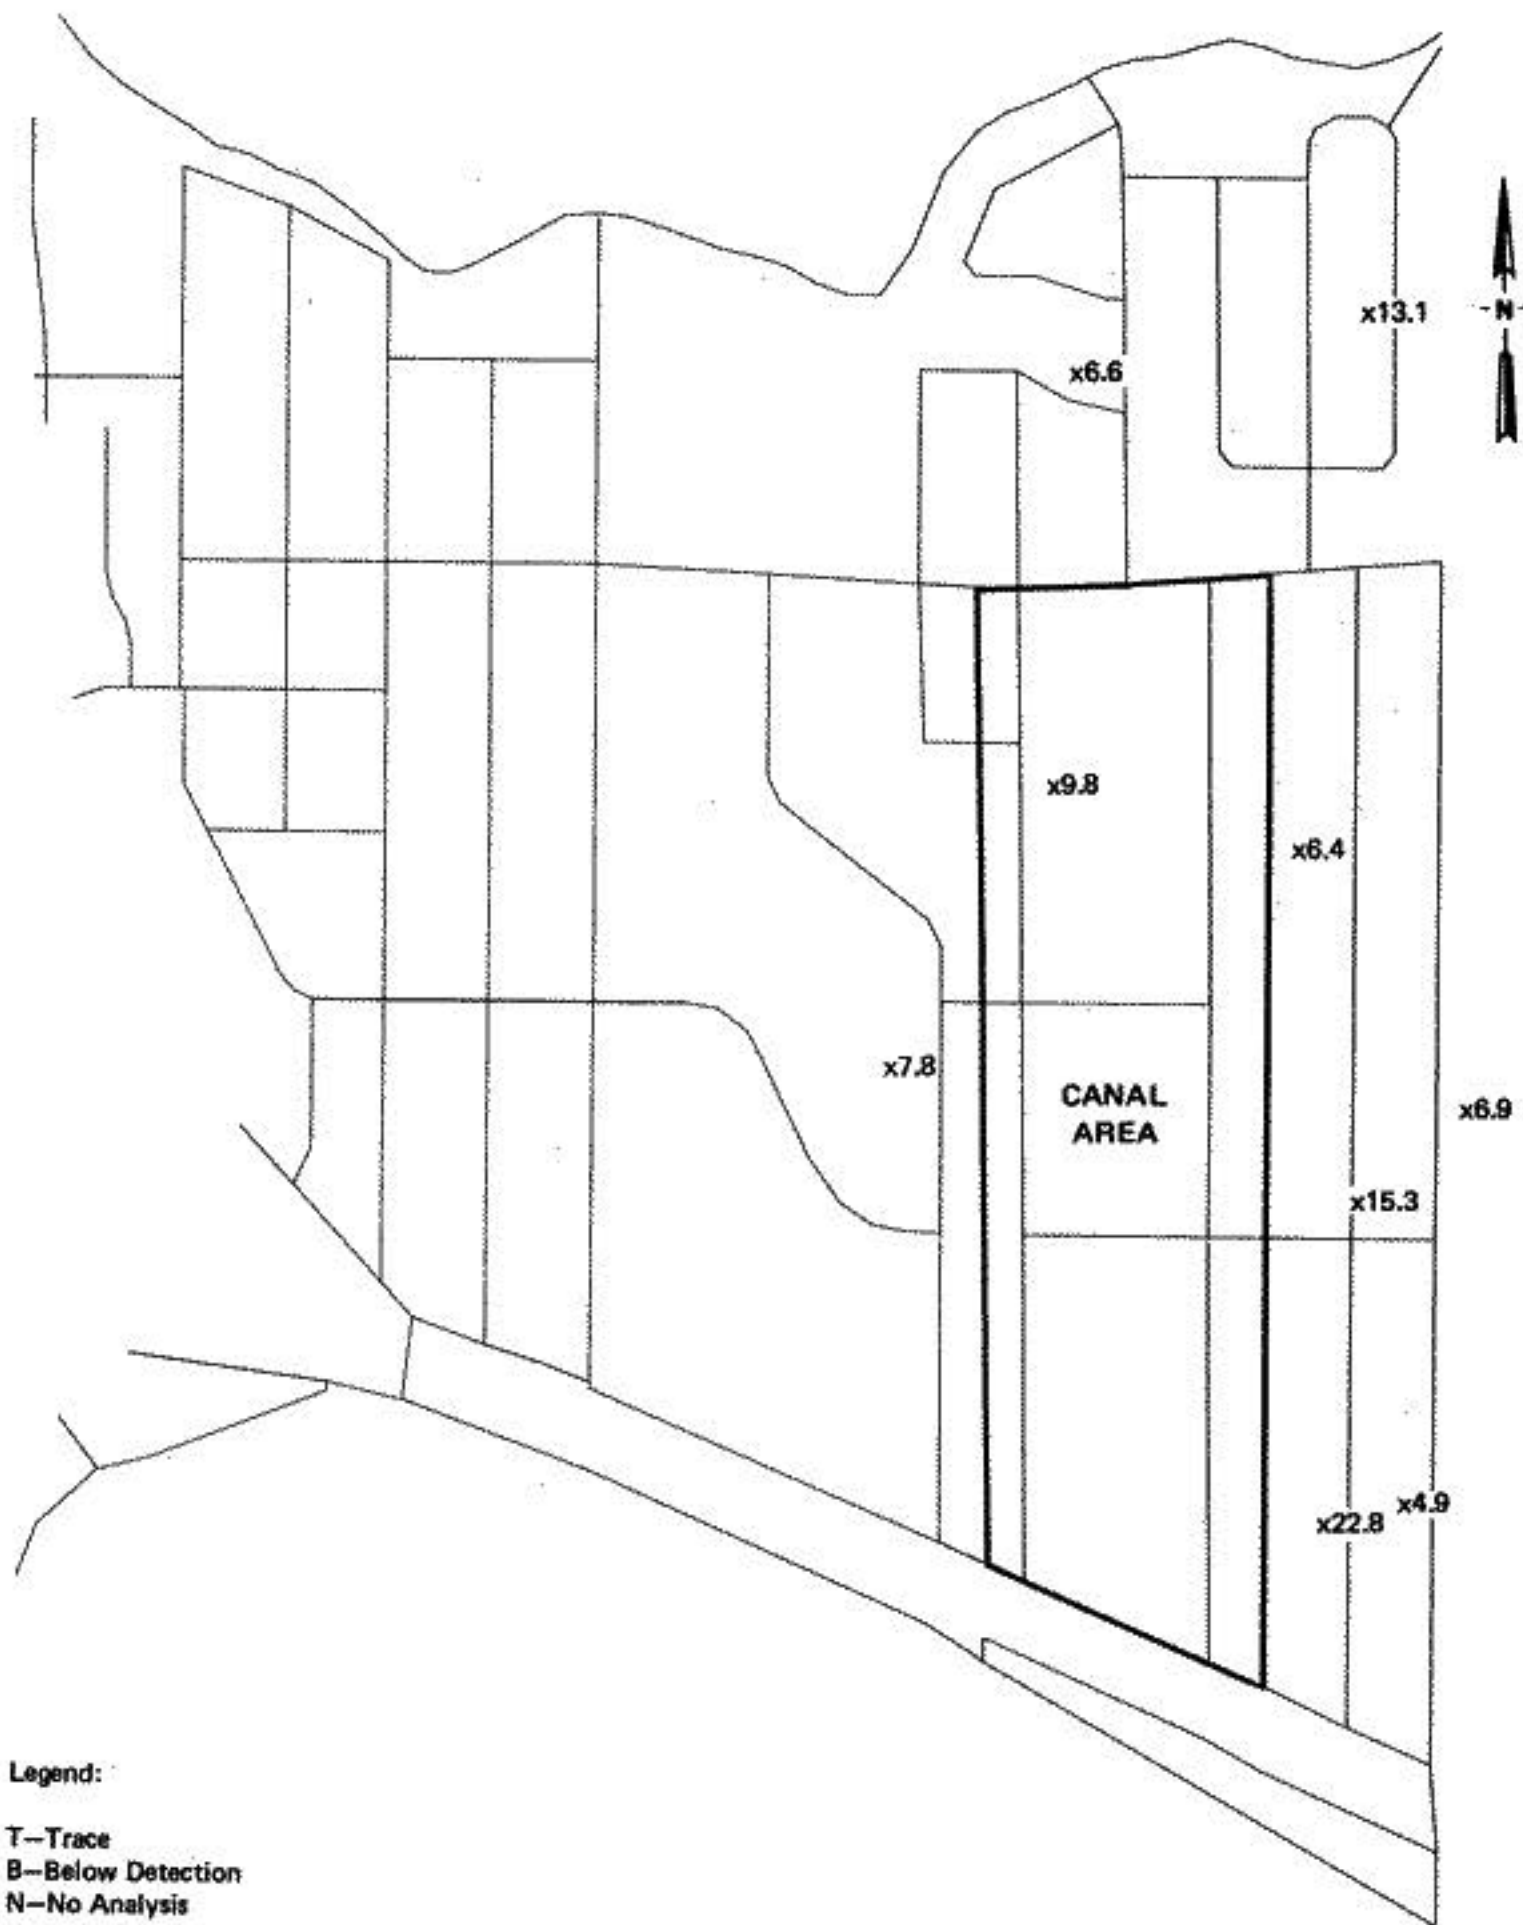 x13.1
N
x6.6
x9.8
x6.4
x7.8
CANAL
AREA
x6.9
x15.3
x4.9
x22.8
Legend:
T—Trace
B—Below Detection
N—No Analysis